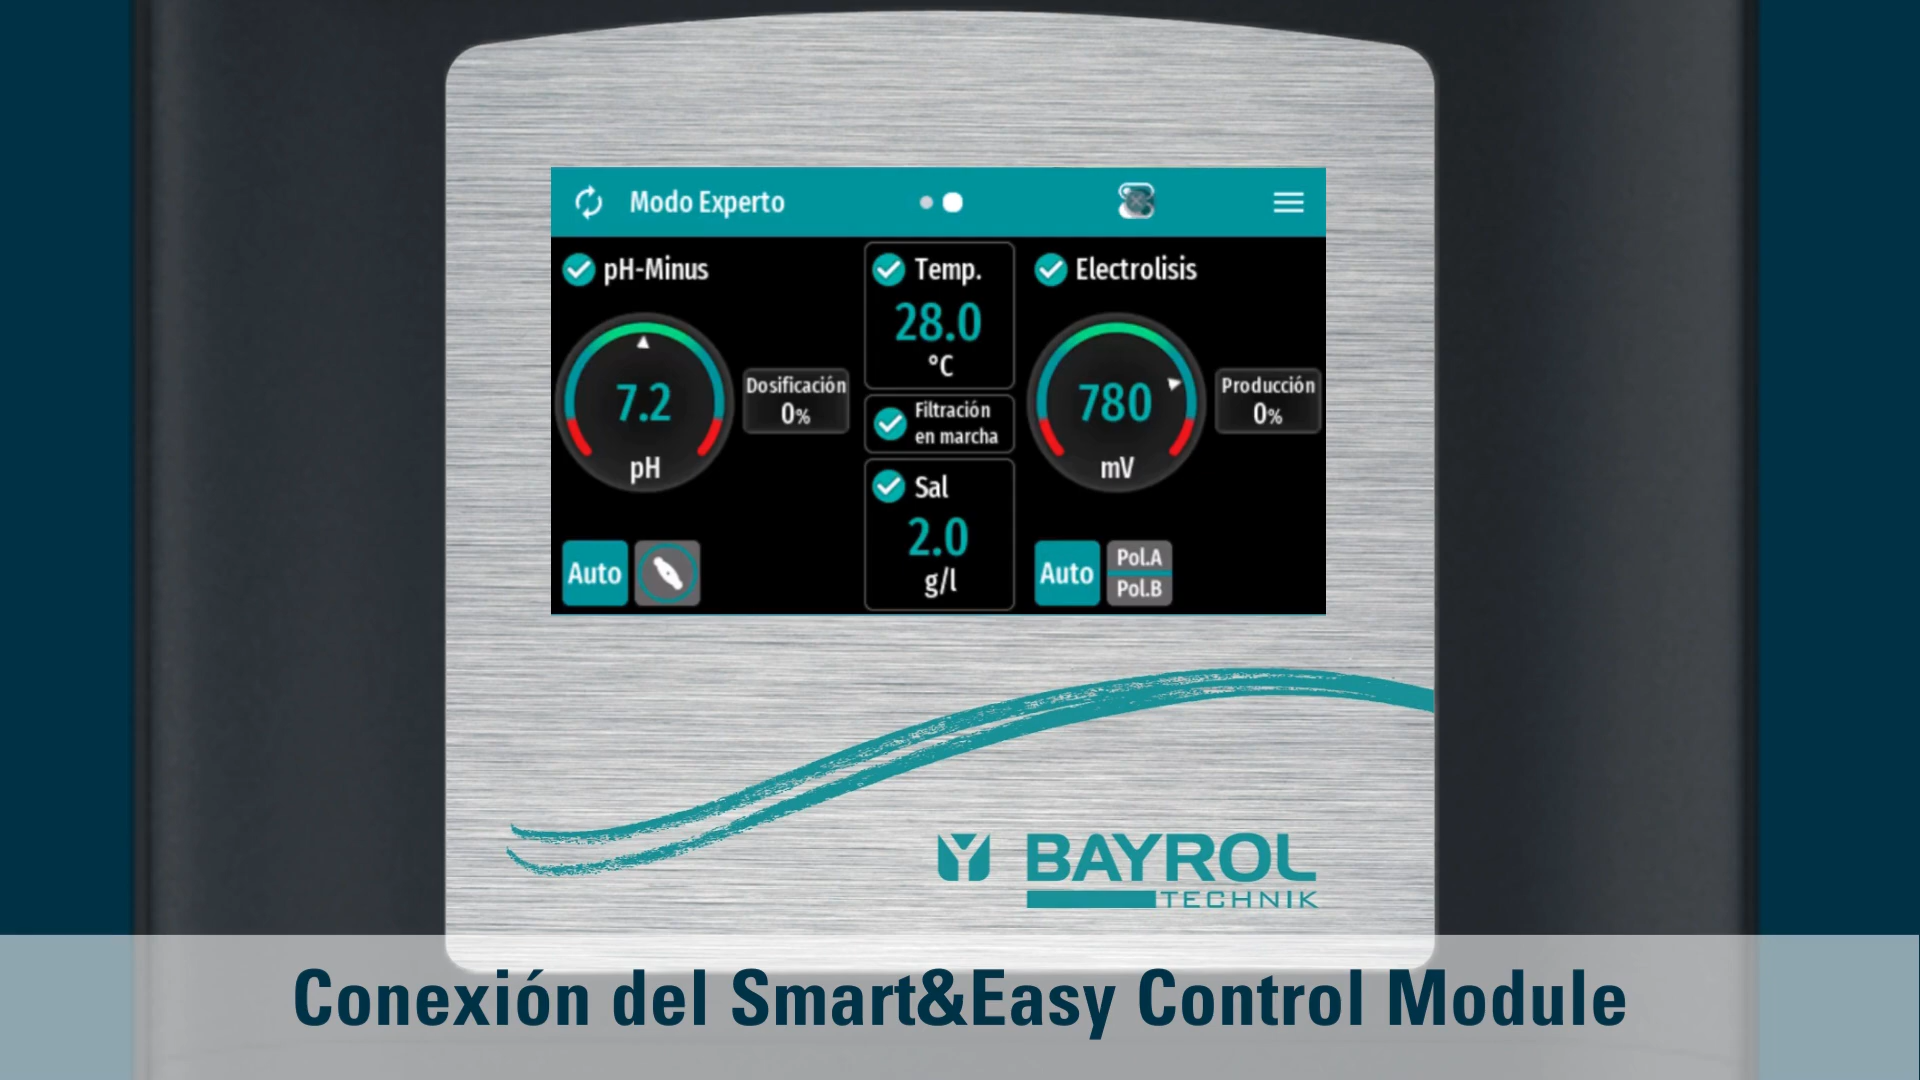 Modo Experto
pH-Minus
7.2
pH
Dosificación
0%
Auto
Temp.
28.0
°C
Filtración
en marcha
Sal
2.0
g/l
Electrolisis
780
mV
Producción
0%
Auto
Pol.A
Pol.B
BAYROL
TECHNIK
Conexión del Smart&Easy Control Module